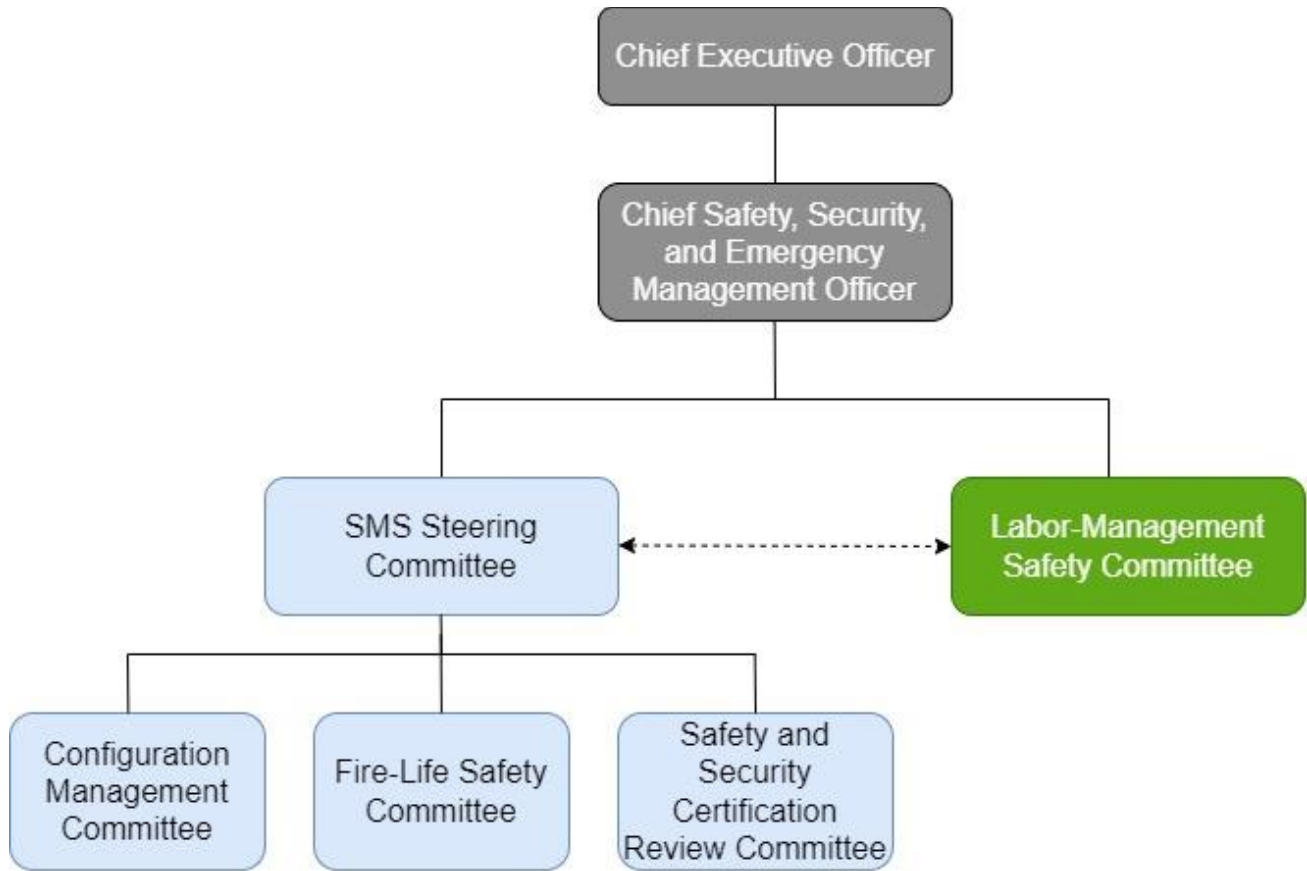 Chief Executive Officer
Chief Safety, Security,
and Emergency
Management Officer
SMS Steering
Committee
Labor-Management
Safety Committee
Configuration
Management
Committee
Fire-Life Safety
Committee
Safety and
Security
Certification
Review Committee